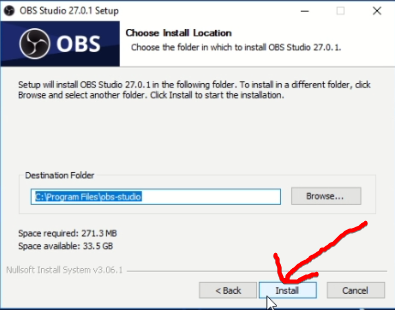 OBS Studio 27.0.1 Setup
OBS
Choose Install Location
Choose the folder in which to install OBS Studio 27.0.1.
Setup will install OBS Studio 27.0.1 in the following folder. To install in a different folder, click
Browse and select another folder. Click Install to start the installation.
Destination Folder
C:\Program Files\obs-studio
Browse...
Space required: 271.3 MB
Space available: 33.5 GB
Nullsoft Install System v3.06.1
< Back
Install
Cancel